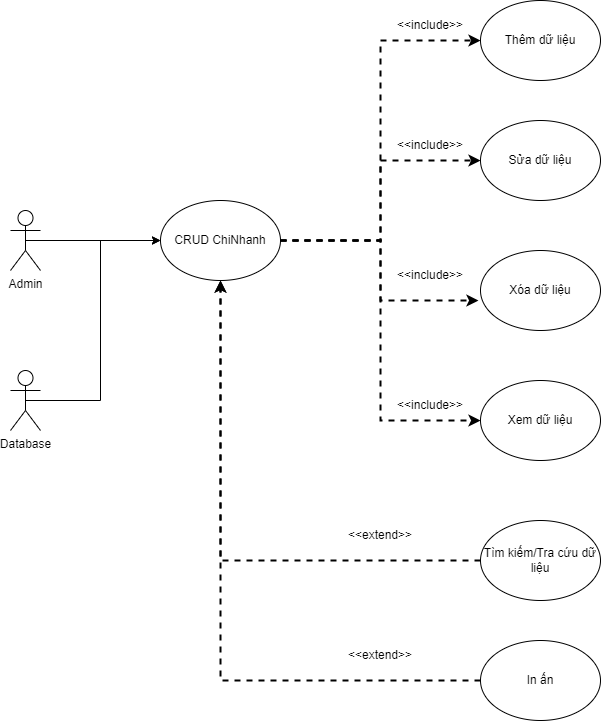 <<include>>
Thêm dữ liệu
<<include>>
Sửa dữ liệu
CRUD ChiNhanh
Admin
<<include>>
Xóa dữ liệu
<<include>>
Xem dữ liệu
Database
<<extend>>
Tìm kiếm/Tra cứu dữ
liệu
<<extend>>
In ấn